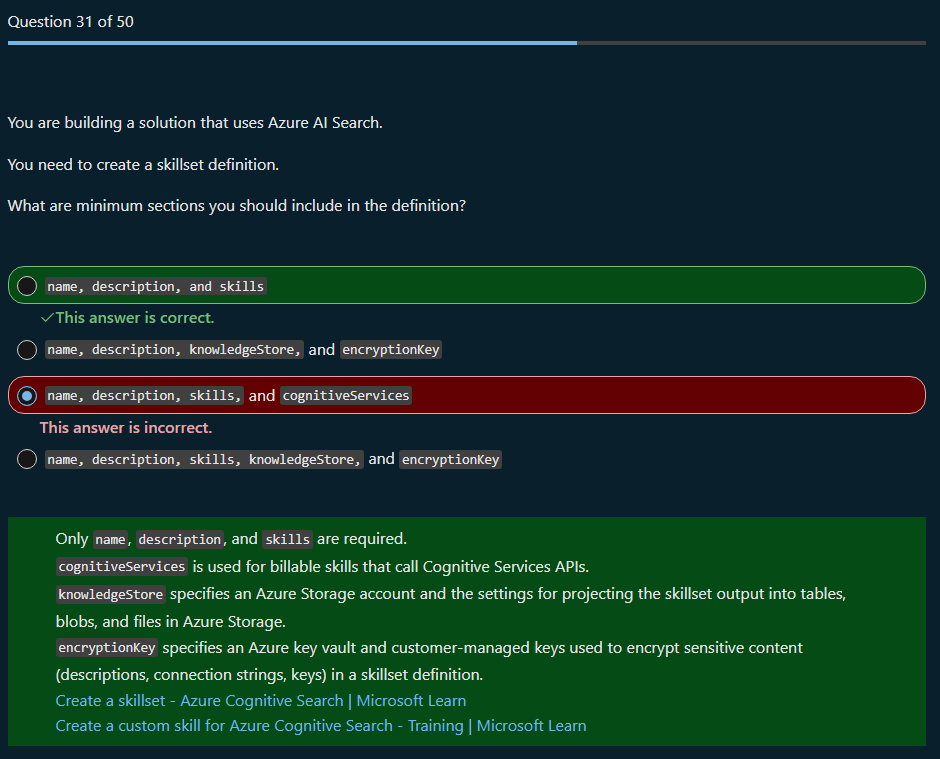 Question 31 of 50
You are building a solution that uses Azure AI Search.
You need to create a skillset definition.
What are minimum sections you should include in the definition?
name, description, and skills
✓This answer is correct.
name, description, knowledgeStore, and encryptionKey
name, description, skills, and cognitiveServices
This answer is incorrect.
name, description, skills, knowledgeStore, and encryptionKey
Only name, description, and skills are required.
cognitiveServices is used for billable skills that call Cognitive Services APIs.
knowledgeStore specifies an Azure Storage account and the settings for projecting the skillset output into tables,
blobs, and files in Azure Storage.
encryptionKey specifies an Azure key vault and customer-managed keys used to encrypt sensitive content
(descriptions, connection strings, keys) in a skillset definition.
Create a skillset - Azure Cognitive Search | Microsoft Learn
Create a custom skill for Azure Cognitive Search - Training | Microsoft Learn